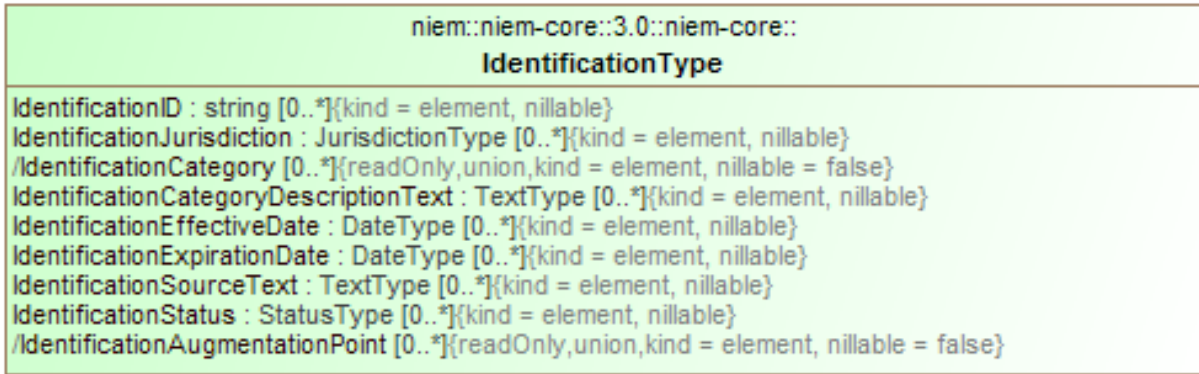 niem::niem-core::3.0::niem-core::
IdentificationType
IdentificationID : string [0..*]{kind = element, nillable}
IdentificationJurisdiction : JurisdictionType [0..*]{kind = element, nillable}
/IdentificationCategory [0..*]{readOnly,union,kind = element, nillable = false}
IdentificationCategoryDescriptionText : TextType [0..*]{kind = element, nillable}
IdentificationEffectiveDate : DateType [0..*]{kind = element, nillable}
IdentificationExpirationDate : DateType [0..*]{kind = element, nillable}
IdentificationSourceText : TextType [0..*]{kind = element, nillable}
IdentificationStatus : StatusType [0..*]{kind = element, nillable}
/IdentificationAugmentationPoint [0..*]{readOnly,union,kind = element, nillable = false}